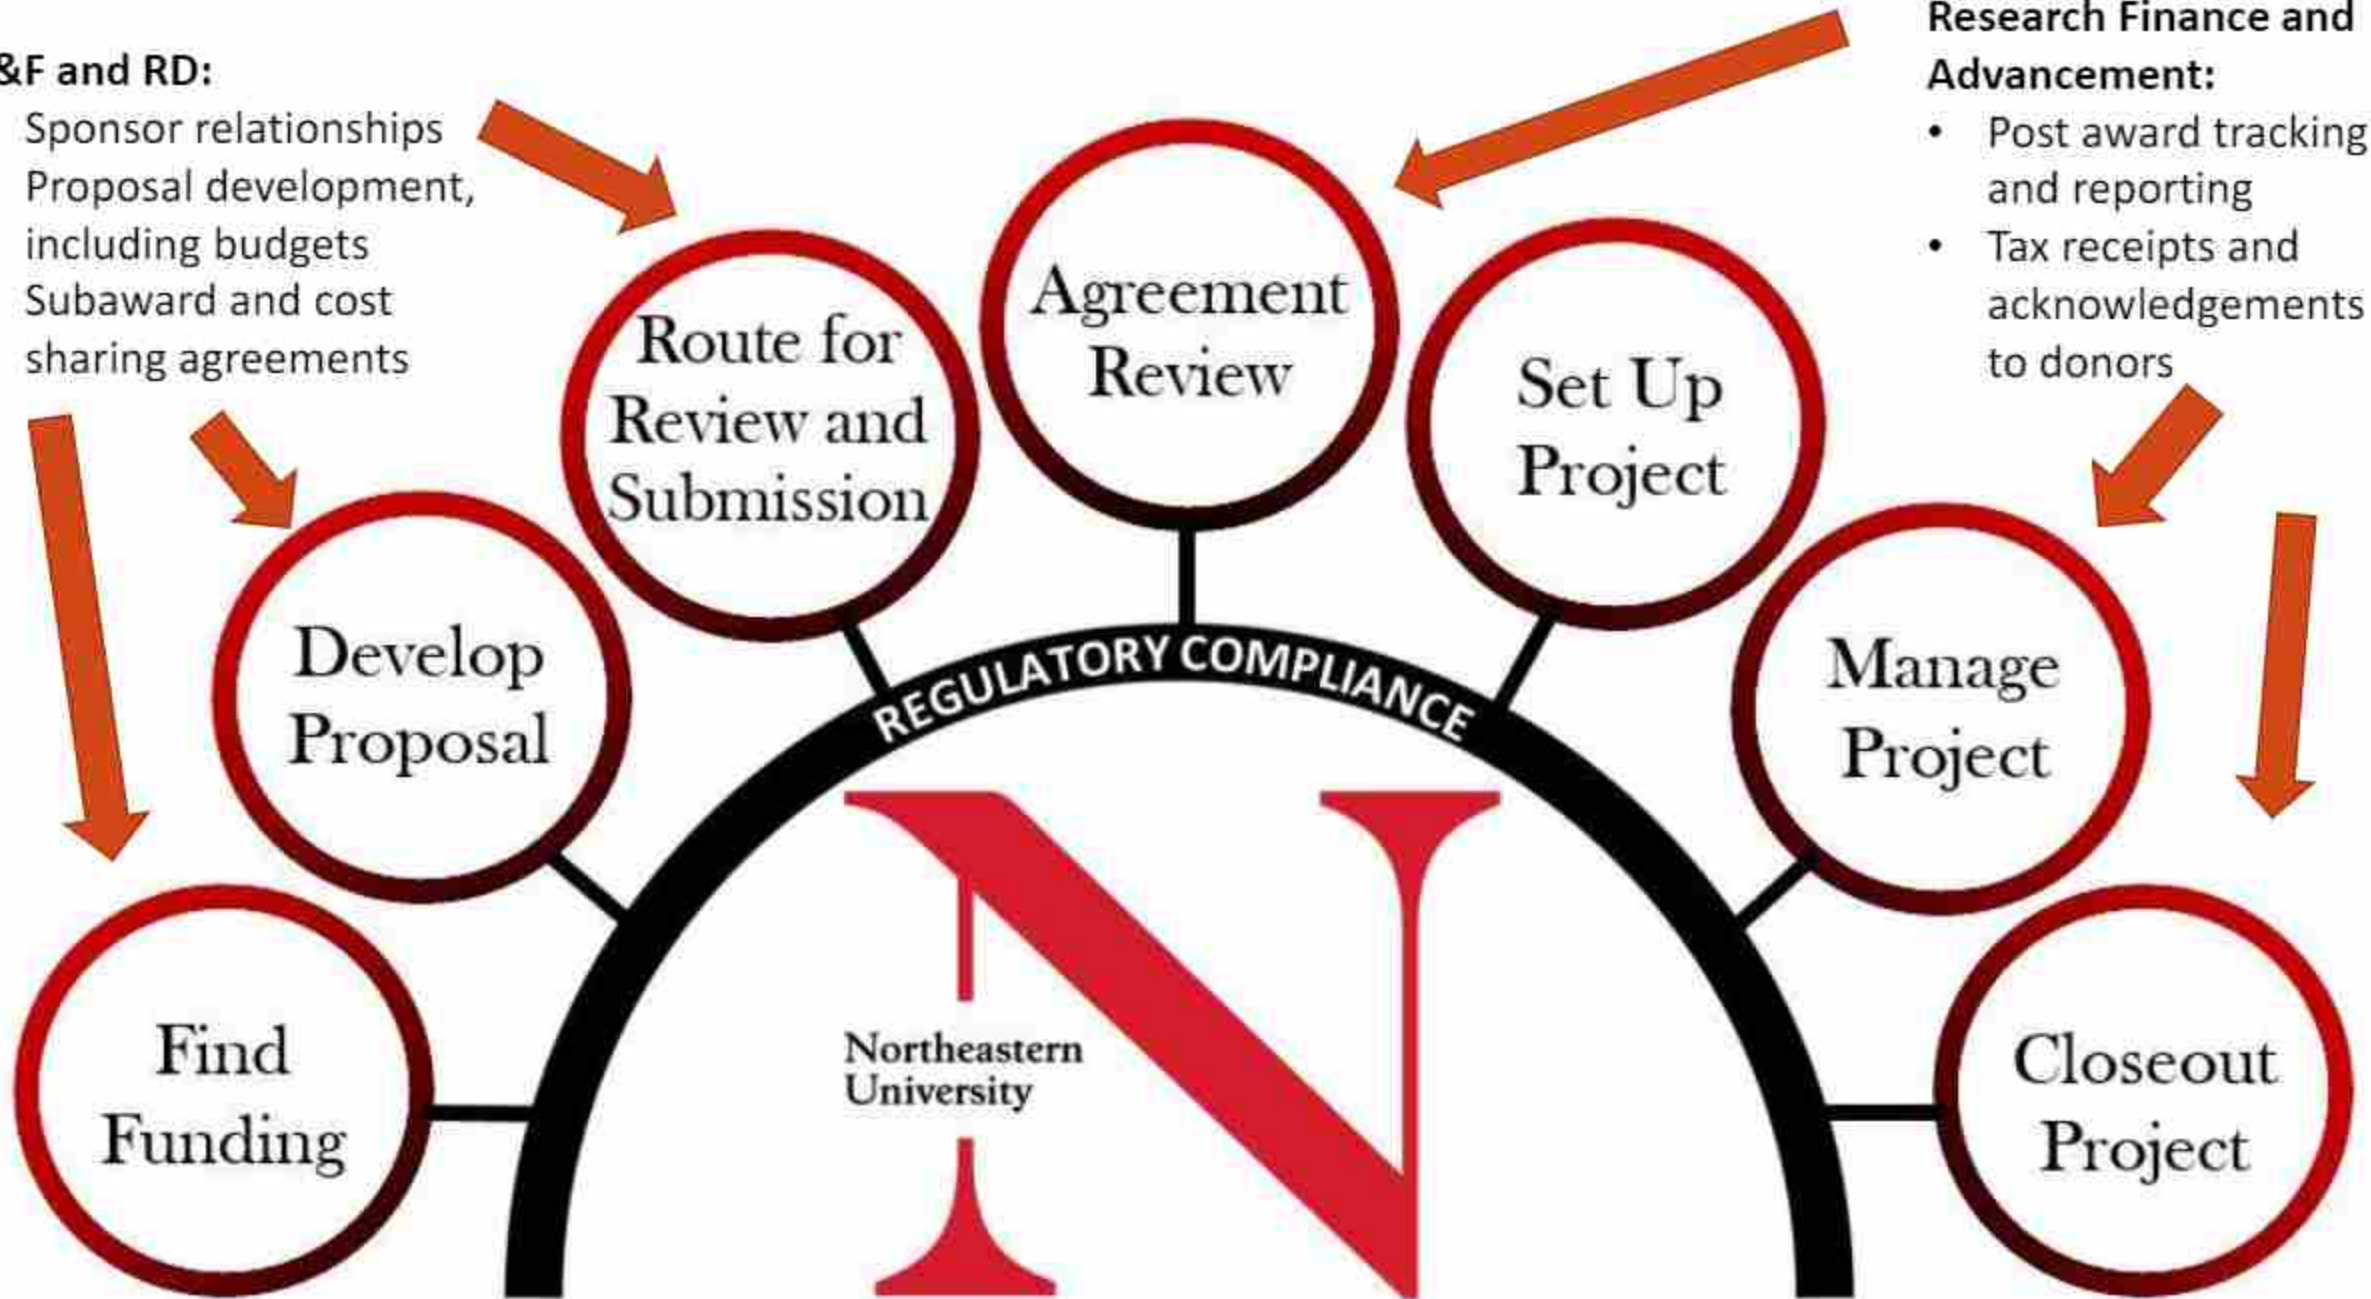 &F and RD:
Sponsor relationships
Proposal development,
including budgets
Subaward and cost
sharing agreements
Research Finance and
Advancement:
• Post award tracking
and reporting
• Tax receipts and
acknowledgements
to donors
Find
Funding
Develop
Proposal
Route for
Review and
Submission
Agreement
Review
Set Up
Project
Manage
Project
Closeout
Project
REGULATORY COMPLIANCE
N
Northeastern
University